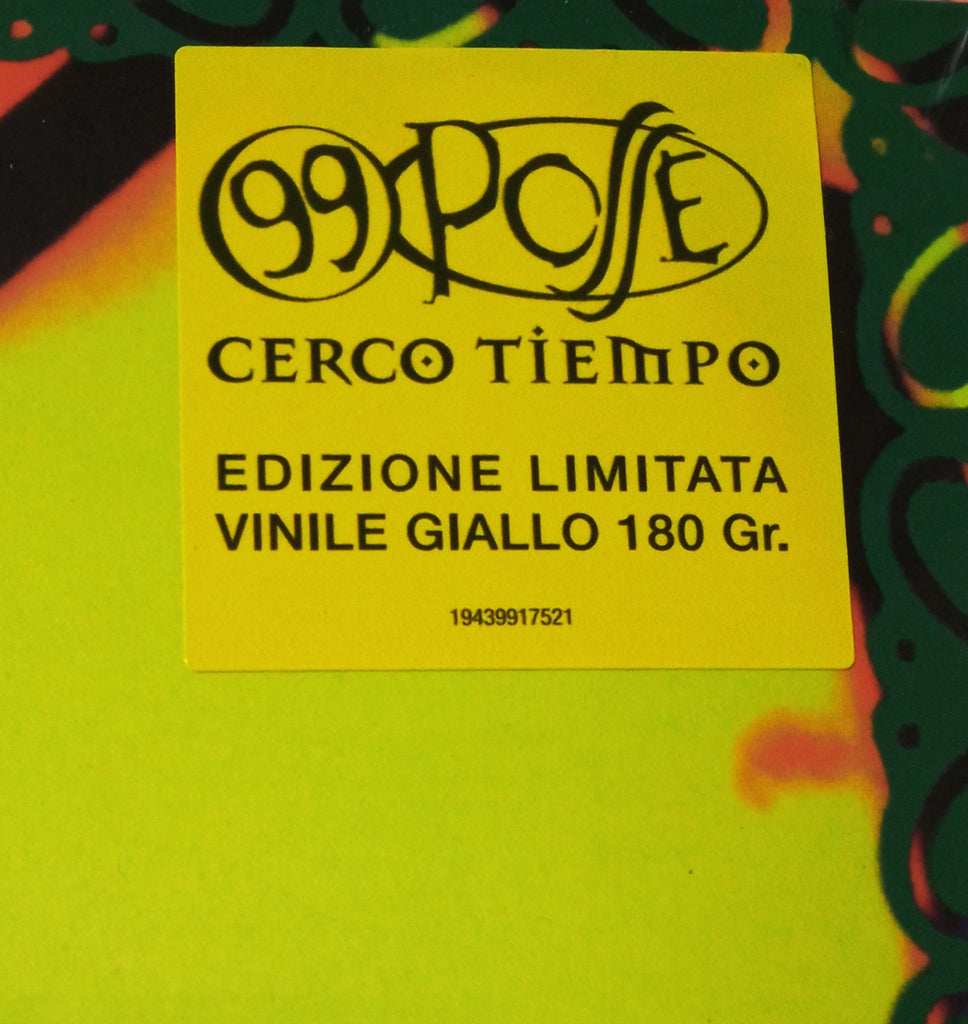 99 POSSE
CERCO TIEMPO
EDIZIONE LIMITATA
VINILE GIALLO 180 Gr.
19439917521